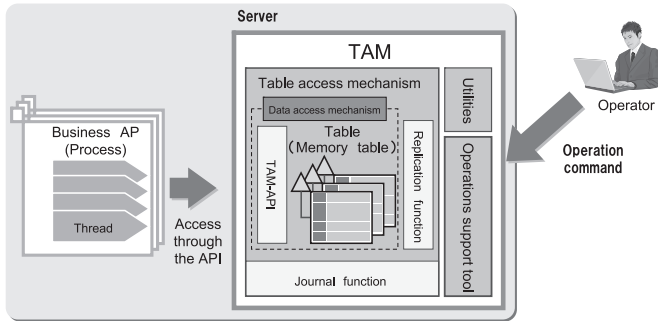 Server
TAM
Table access mechanism
Data access mechanism
Table
(Memory table)
TAM-API
Replication function
Journal function
Utilities
Operations support tool
Business AP
(Process)
Thread
Access
through
the API
Operator
Operation
command